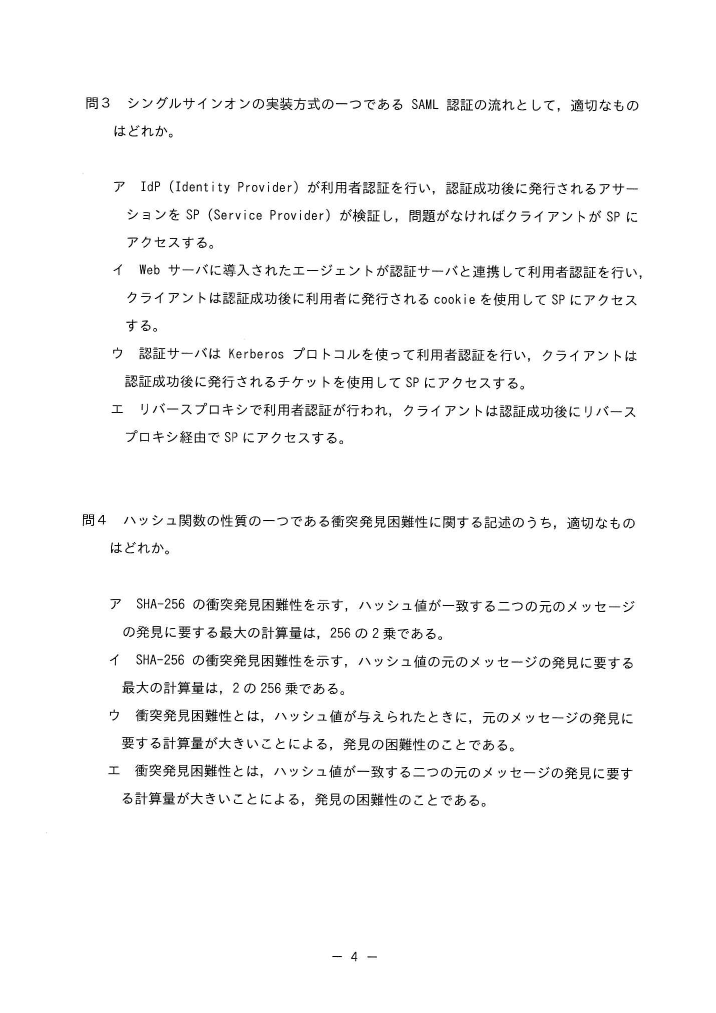 問3 シングルサインオンの実装方式の一つである SAML 認証の流れとして，適切なもの
はどれか。
ア IdP（Identity Provider）が利用者認証を行い，認証成功後に発行されるアサー
ションを SP（Service Provider）が検証し，問題がなければクライアントが SP に
アクセスする。
イ Web サーバに導入されたエージェントが認証サーバと連携して利用者認証を行い，
クライアントは認証成功後に利用者に発行される cookie を使用して SP にアクセス
する。
ウ 認証サーバは Kerberos プロトコルを使って利用者認証を行い，クライアントは
認証成功後に発行されるチケットを使用して SP にアクセスする。
エ リバースプロキシで利用者認証が行われ，クライアントは認証成功後にリバース
プロキシ経由で SP にアクセスする。
問4 ハッシュ関数の性質の一つである衝突発見困難性に関する記述のうち，適切なもの
はどれか。
ア SHA-256 の衝突発見困難性を示す，ハッシュ値が一致する二つの元のメッセージ
の発見に要する最大の計算量は，256 の 2 乗である。
イ SHA-256 の衝突発見困難性を示す，ハッシュ値の元のメッセージの発見に要する
最大の計算量は，2 の 256 乗である。
ウ 衝突発見困難性とは，ハッシュ値が与えられたときに，元のメッセージの発見に
要する計算量が大きいことによる，発見の困難性のことである。
エ 衝突発見困難性とは，ハッシュ値が一致する二つの元のメッセージの発見に要す
る計算量が大きいことによる，発見の困難性のことである。
－ 4 －